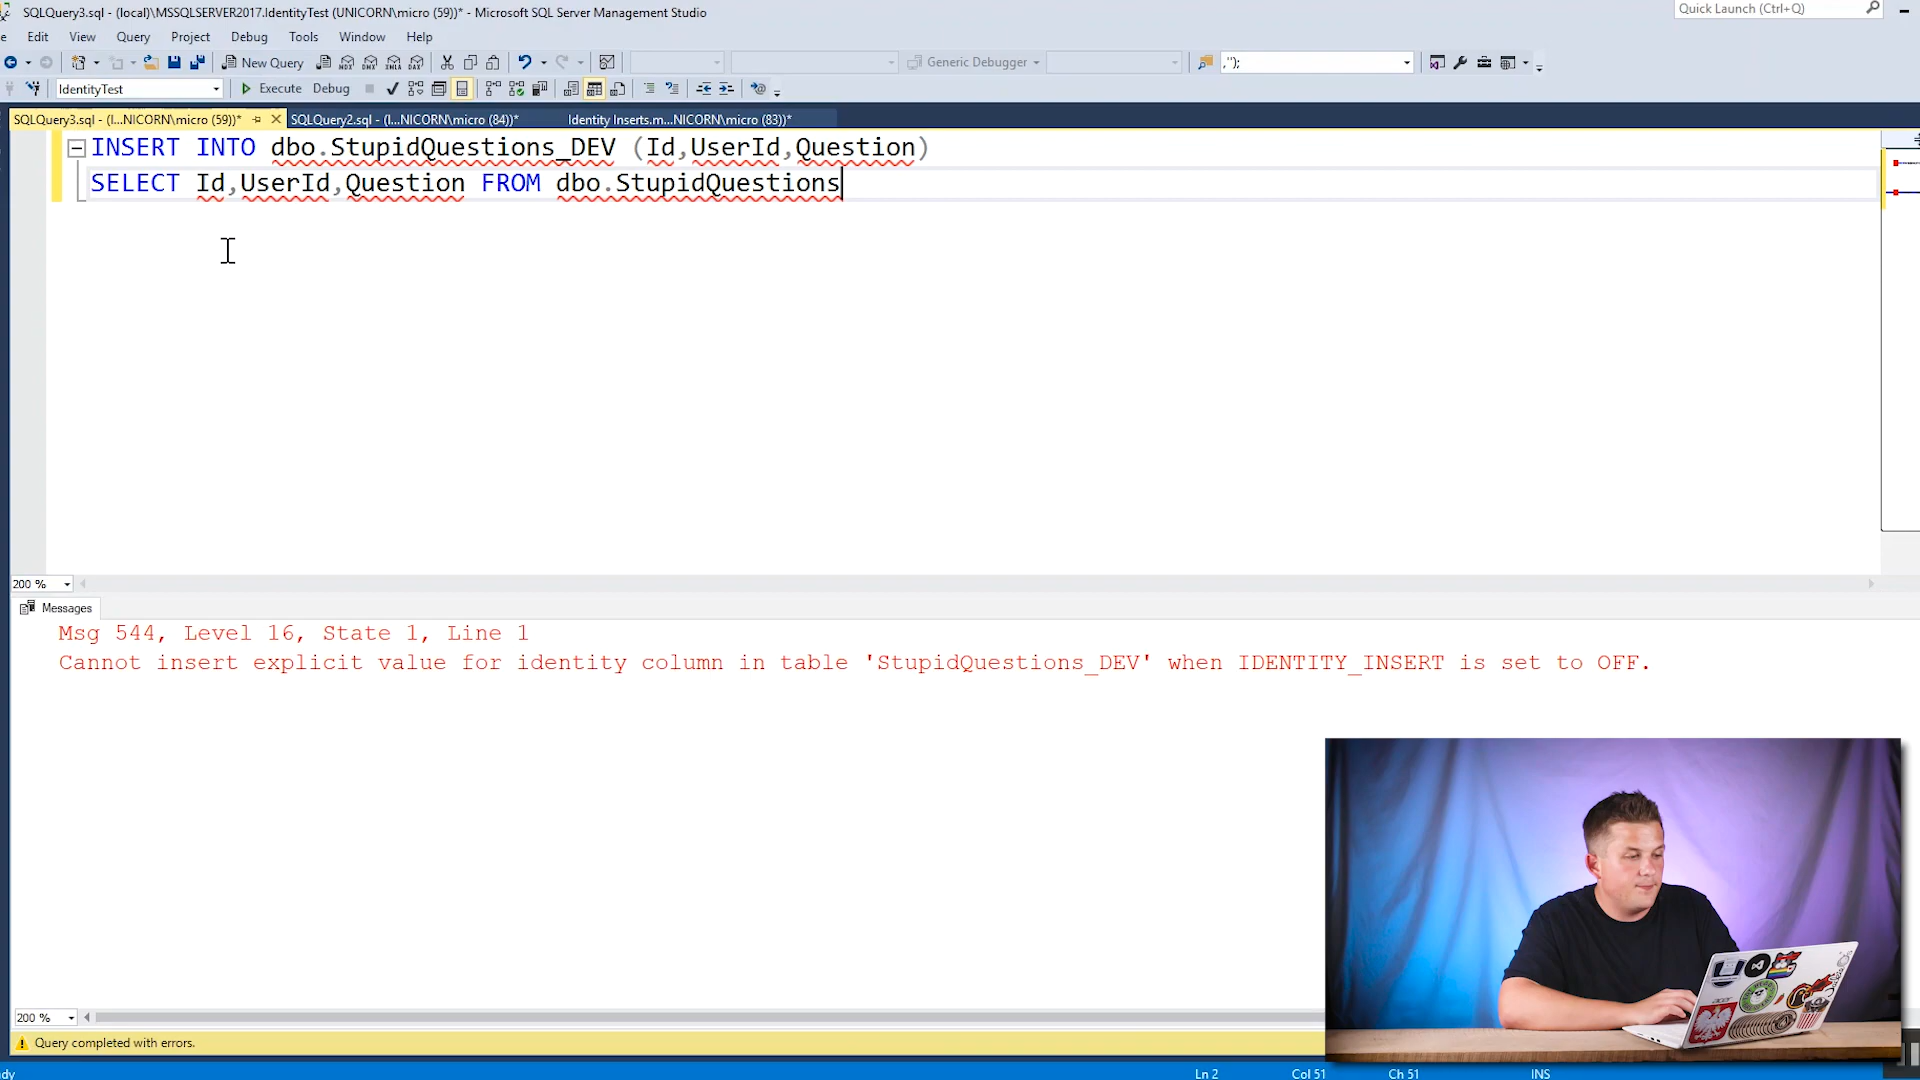 SQLQuery3.sql - (local)\MSSQLSERVER2017.IdentityTest (UNICORN\micro (59))* - Microsoft SQL Server Management Studio
Quick Launch (Ctrl+Q)
e Edit View Query Project Debug Tools Window Help
New Query
Generic Debugger
,'');
IdentityTest
Execute Debug
SQLQuery3.sql - (l...NICORN\micro (59))*
SQLQuery2.sql - (l...NICORN\micro (84))*
Identity Inserts.m...NICORN\micro (83))*
INSERT INTO dbo.StupidQuestions_DEV (Id,UserId,Question)
SELECT Id,UserId,Question FROM dbo.StupidQuestions
200 %
Messages
Msg 544, Level 16, State 1, Line 1
Cannot insert explicit value for identity column in table 'StupidQuestions_DEV' when IDENTITY_INSERT is set to OFF.
200 %
Query completed with errors.
dy
Ln 2
Col 51
Ch 51
INS